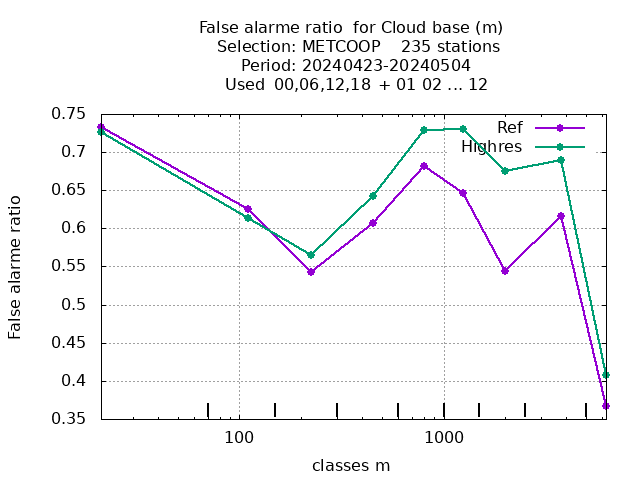 False alarme ratio for Cloud base (m)
Selection: METCOOP 235 stations
Period: 20240423-20240504
Used 00,06,12,18 + 01 02 ... 12
0.75
0.7
0.65
0.6
0.55
0.5
0.45
0.4
0.35
False alarme ratio
Ref
Highres
100
1000
classes m